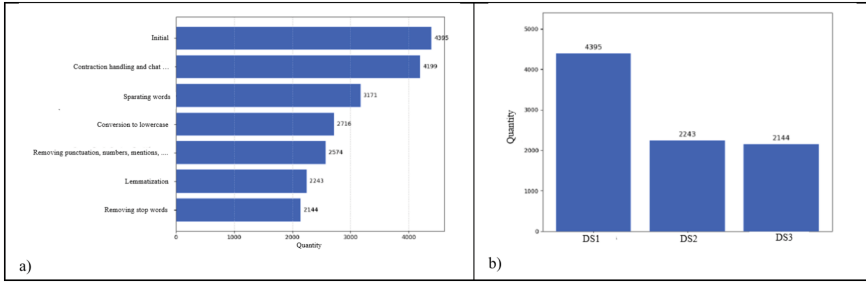 Initial 4395
Contraction handling and chat ... 4199
Sparating words 3171
Conversion to lowercase 2716
Removing punctuation, numbers, mentions, .... 2574
Lemmatization 2243
Removing stop words 2144
0 1000 2000 3000 4000
Quantity
a)
5000
4000
3000
2000
1000
0
Quantity
4395
2243
2144
DS1 DS2 DS3
b)